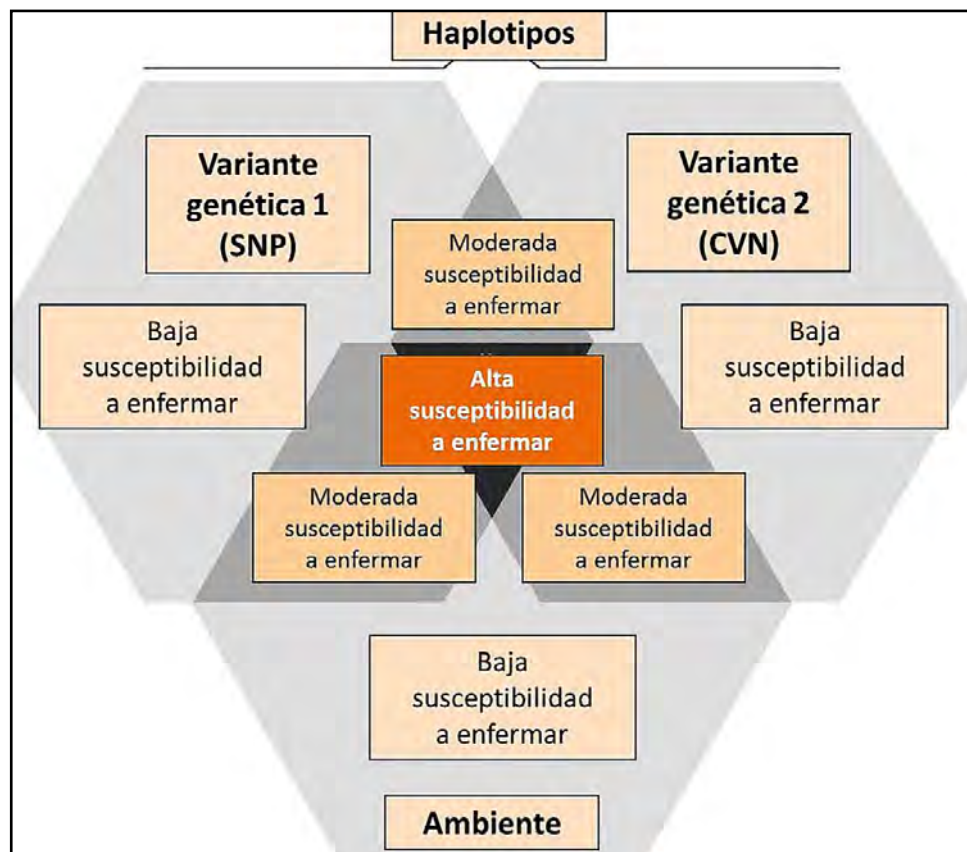 Haplotipos
Variante
genética 1
(SNP)
Variante
genética 2
(CVN)
Moderada
susceptibilidad
a enfermar
Baja
susceptibilidad
a enfermar
Baja
susceptibilidad
a enfermar
Alta
susceptibilidad
a enfermar
Moderada
susceptibilidad
a enfermar
Moderada
susceptibilidad
a enfermar
Baja
susceptibilidad
a enfermar
Ambiente